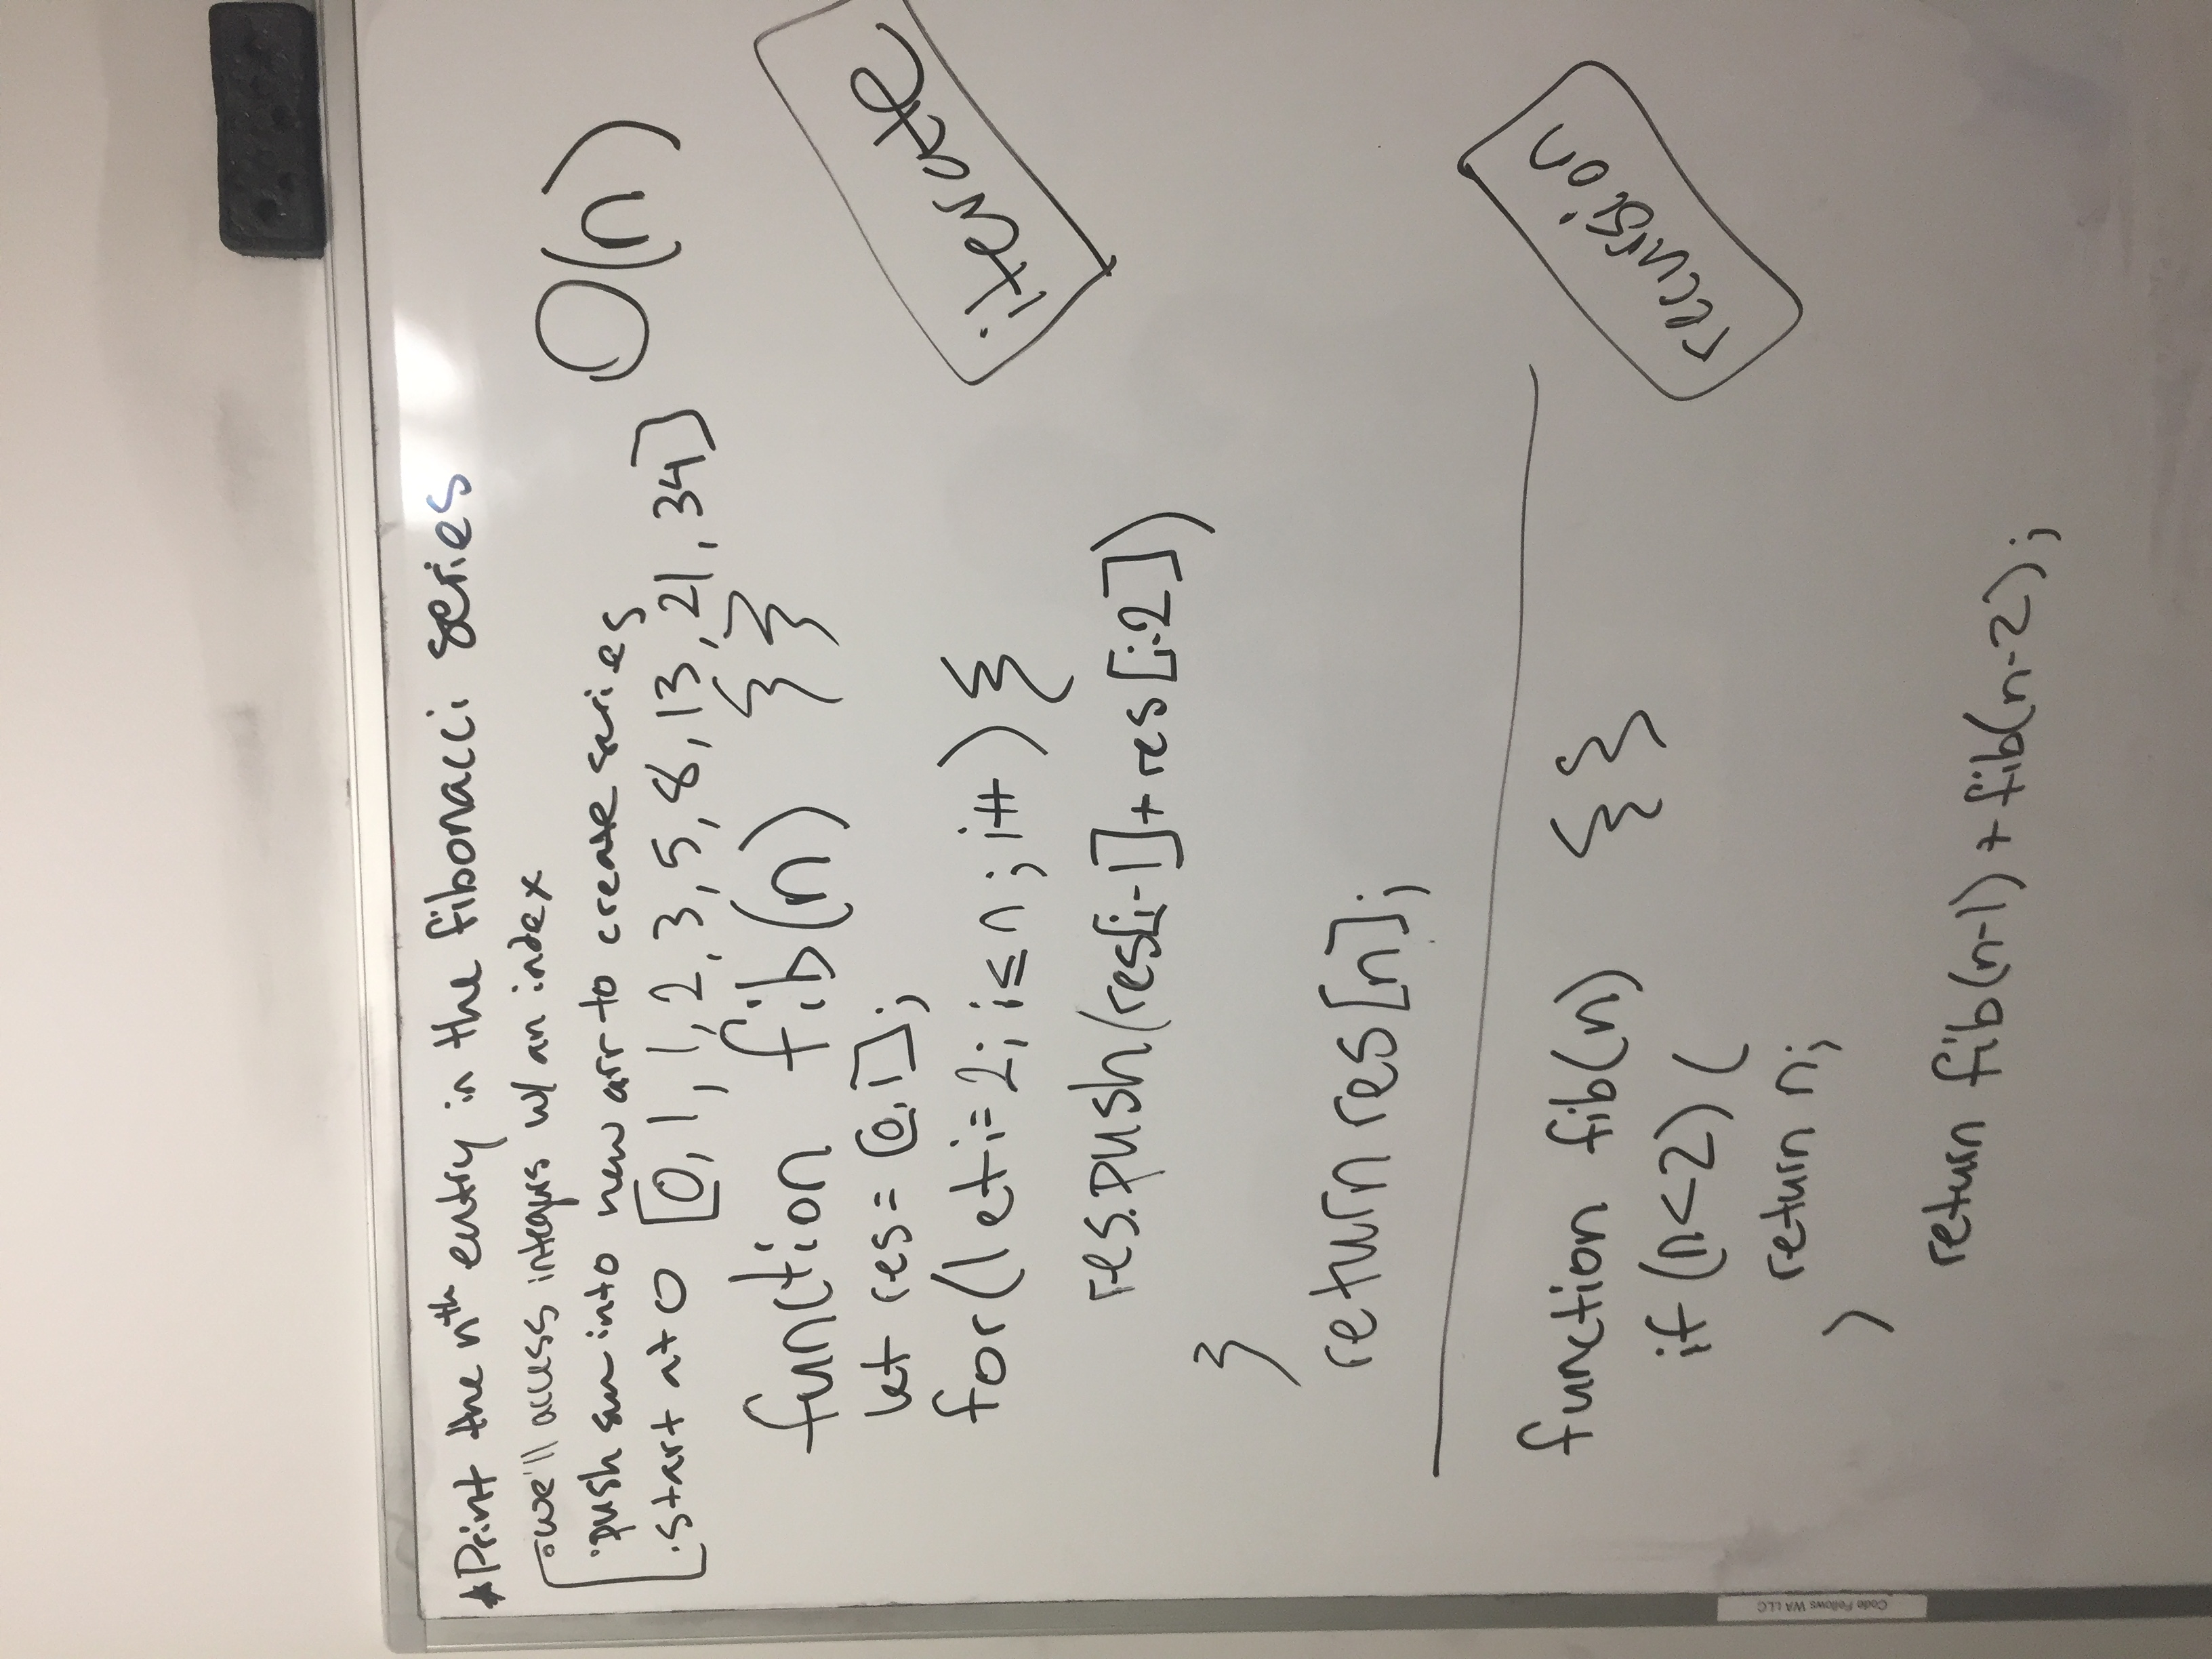 *Print the nth entry in the fibonacci series
we'll access integurs w/ an index
·push sum into new arr to create series
·start at 0 [0, 1, 1, 2, 3, 5, 8, 13, 21, 34]
O(n)
function fib(n) { }
let res = [0, 1];
for(let i = 2; i ≤ n ; i++) {
res.push(res[i-1] + res[i-2])
}
return res[n];
iterate
function fib(n) { }
if (n<2) (
return n;
)
return fib(n-1) + fib(n-2);
recursion
Code Fellows WA LLC